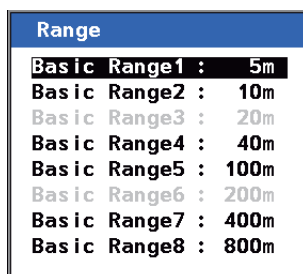 Range
Basic Range1 : 5m
Basic Range2 : 10m
Basic Range3 : 20m
Basic Range4 : 40m
Basic Range5 : 100m
Basic Range6 : 200m
Basic Range7 : 400m
Basic Range8 : 800m